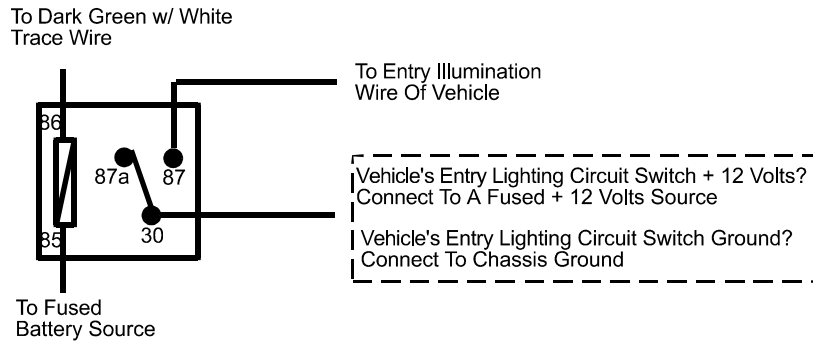 To Dark Green w/ White
Trace Wire
To Entry Illumination
Wire Of Vehicle
86
87a
87
85
30
Vehicle's Entry Lighting Circuit Switch + 12 Volts?
Connect To A Fused + 12 Volts Source
Vehicle's Entry Lighting Circuit Switch Ground?
Connect To Chassis Ground
To Fused
Battery Source